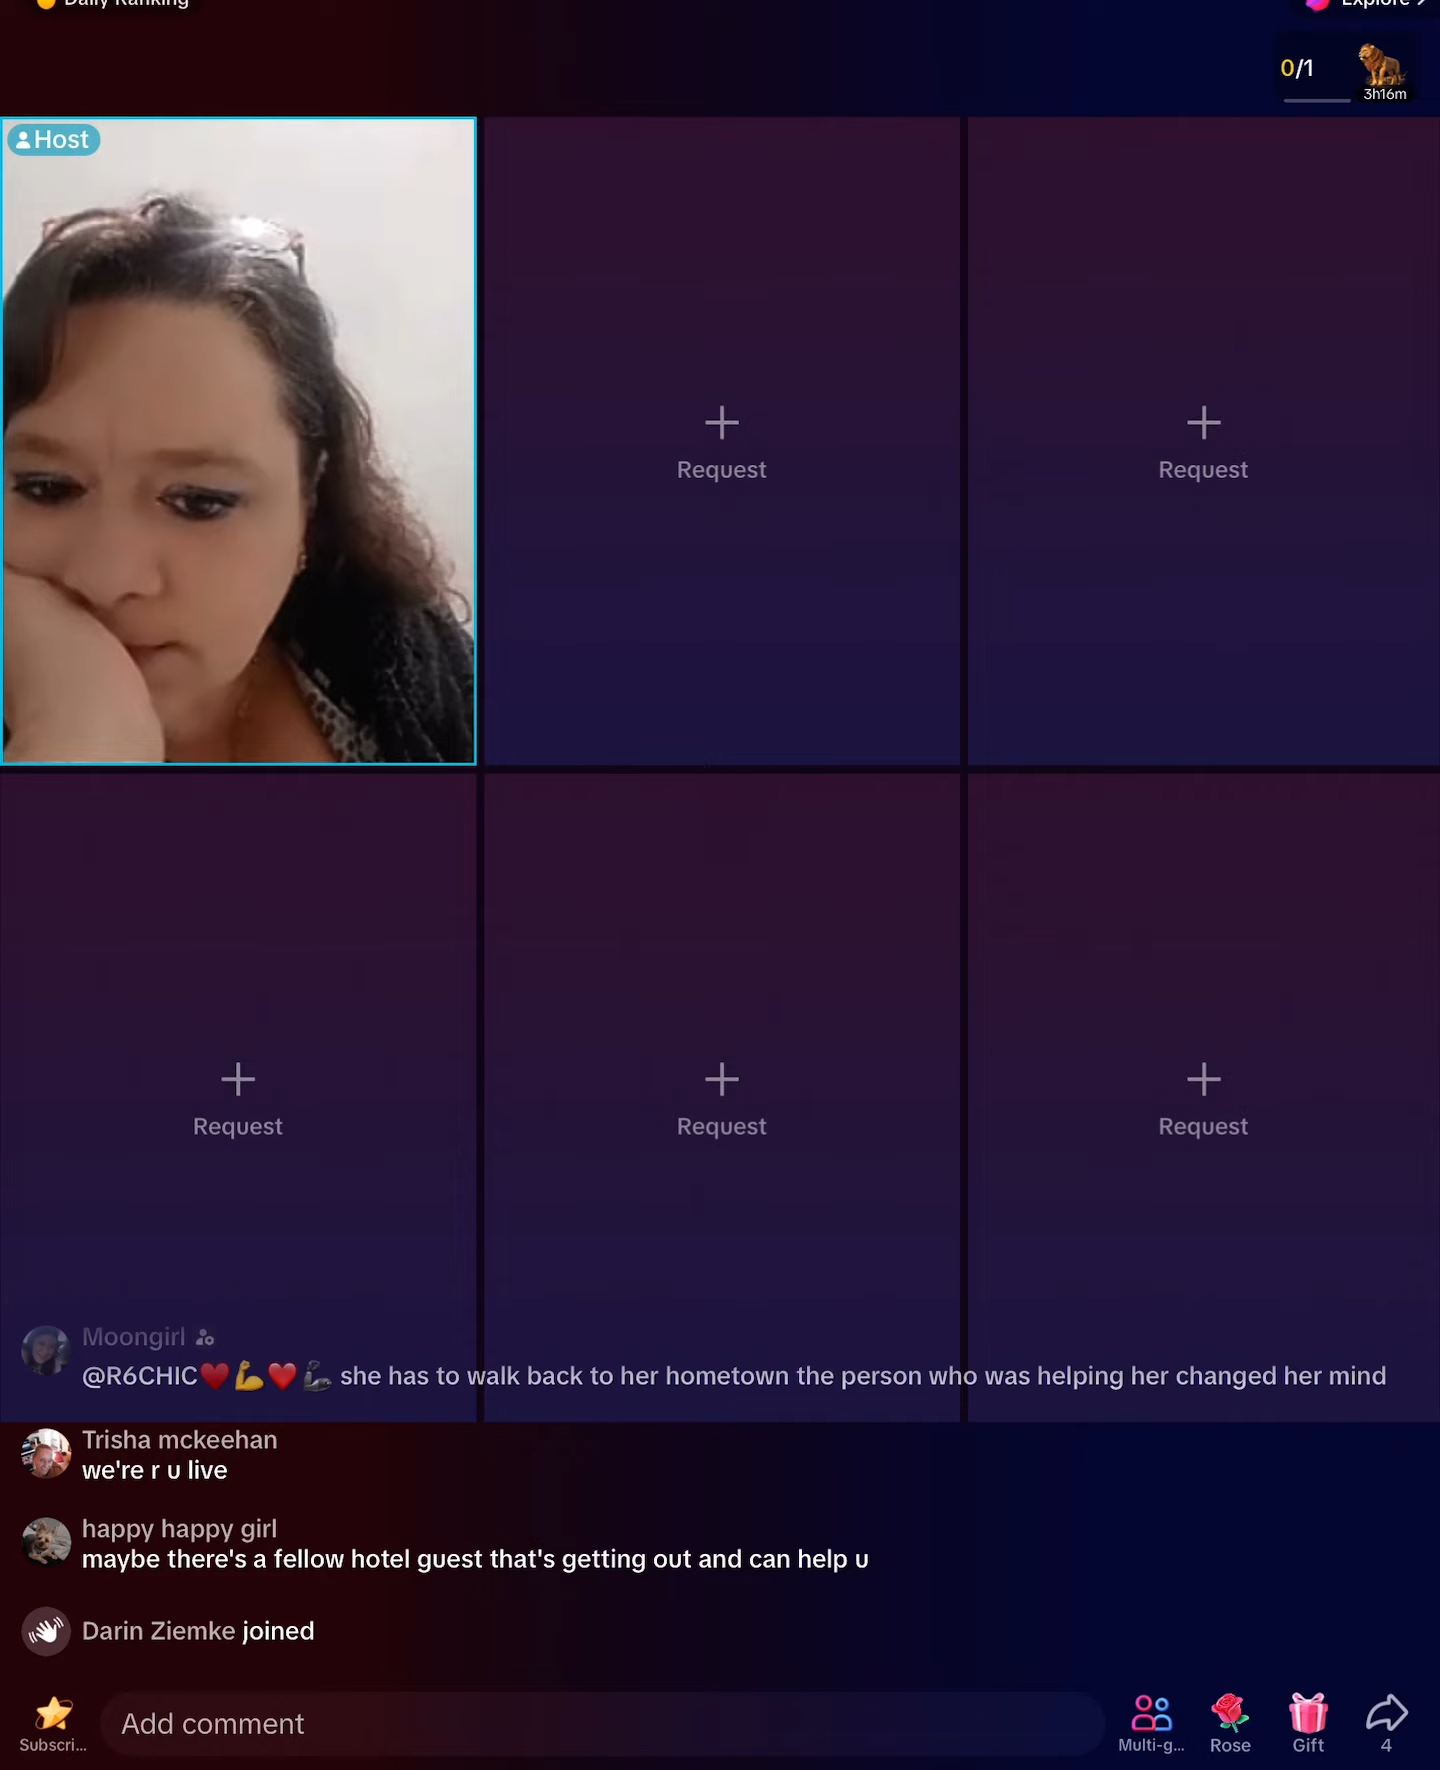 Daily Ranking
Explore >
0/1
3h16m
Host
+ Request
+ Request
+ Request
+ Request
+ Request
Moongirl
@R6CHIC❤️💪❤️🦾 she has to walk back to her hometown the person who was helping her changed her mind
Trisha mckeehan
we're r u live
happy happy girl
maybe there's a fellow hotel guest that's getting out and can help u
Darin Ziemke joined
Add comment
Subscri...
Multi-g...
Rose
Gift
4